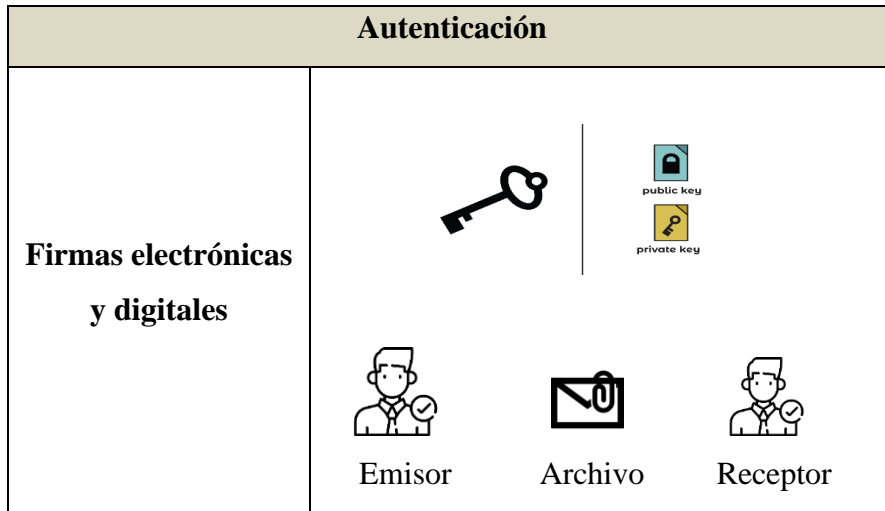 Autenticación
Firmas electrónicas
y digitales
public key
private key
Emisor
Archivo
Receptor